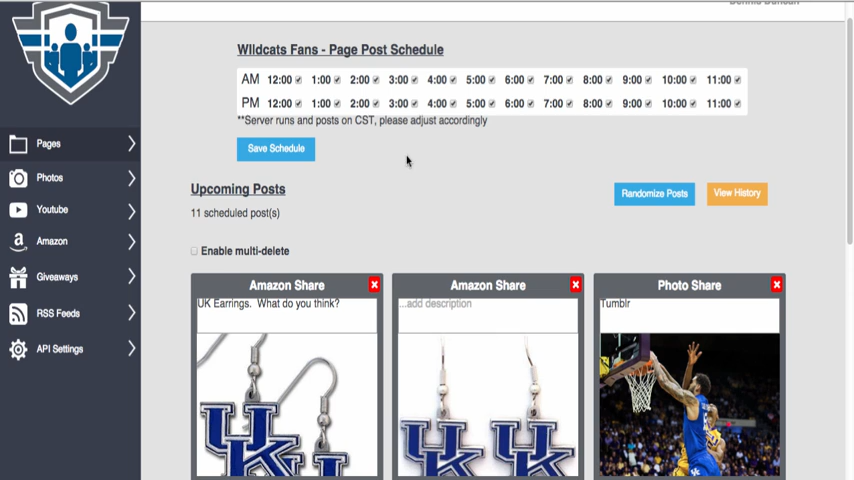 Dennis Duncan
Wildcats Fans - Page Post Schedule
AM 12:00 1:00 2:00 3:00 4:00 5:00 6:00 7:00 8:00 9:00 10:00 11:00
PM 12:00 1:00 2:00 3:00 4:00 5:00 6:00 7:00 8:00 9:00 10:00 11:00
**Server runs and posts on CST, please adjust accordingly
Save Schedule
Pages
Photos
Youtube
Amazon
Giveaways
RSS Feeds
API Settings
Upcoming Posts
Randomize Posts
View History
11 scheduled post(s)
Enable multi-delete
Amazon Share
Amazon Share
Photo Share
UK Earrings. What do you think?
...add description
Tumblr
UK
UK
UK